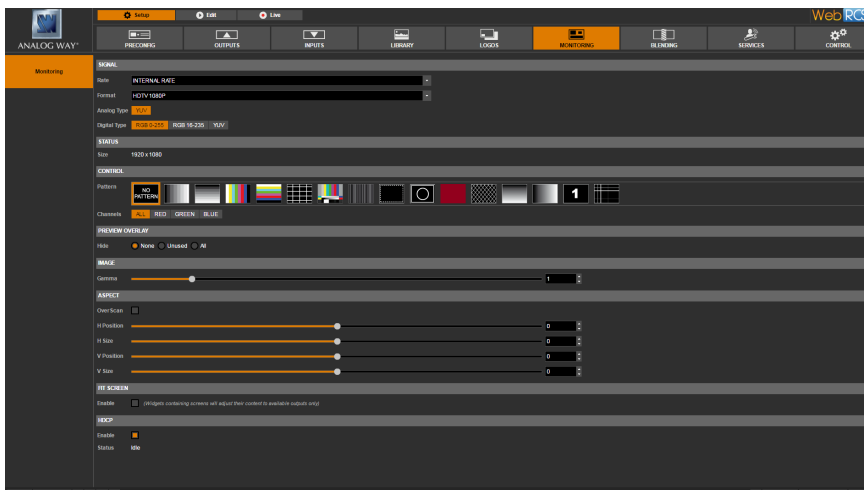 Setup Edit Live Web RCS
ANALOG WAY®
PRECONFIG OUTPUTS INPUTS LIBRARY LOGOS MONITORING BLENDING SERVICES CONTROL
Monitoring
SIGNAL
Rate INTERNAL RATE
Format HDTV 1080P
Analog Type YUV
Digital Type RGB 0-255 RGB 16-235 YUV
STATUS
Size 1920 x 1080
CONTROL
Pattern NO PATTERN 1
Channels ALL RED GREEN BLUE
PREVIEW OVERLAY
Hide None Unused All
IMAGE
Gamma 1
ASPECT
OverScan
H Position 0
H Size 0
V Position 0
V Size 0
FIT SCREEN
Enable (Widgets containing screens will adjust their content to available outputs only)
HDCP
Enable
Status Idle